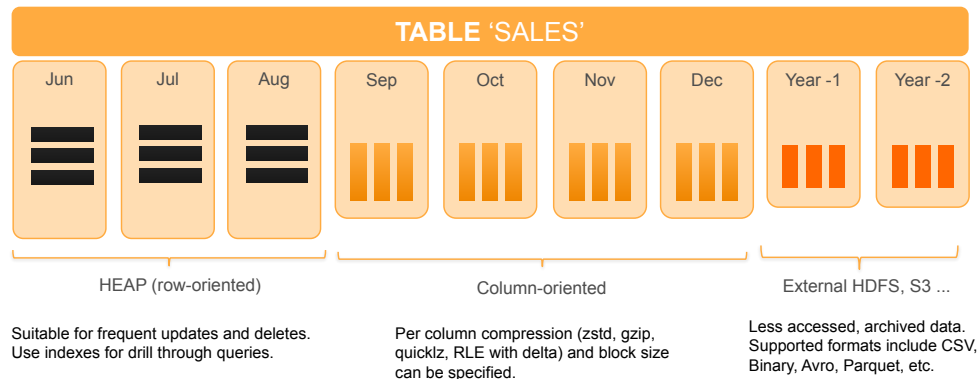 TABLE ‘SALES’
Jun
Jul
Aug
Sep
Oct
Nov
Dec
Year -1
Year -2
HEAP (row-oriented)
Column-oriented
External HDFS, S3 ...
Suitable for frequent updates and deletes.
Use indexes for drill through queries.
Per column compression (zstd, gzip,
quicklz, RLE with delta) and block size
can be specified.
Less accessed, archived data.
Supported formats include CSV,
Binary, Avro, Parquet, etc.